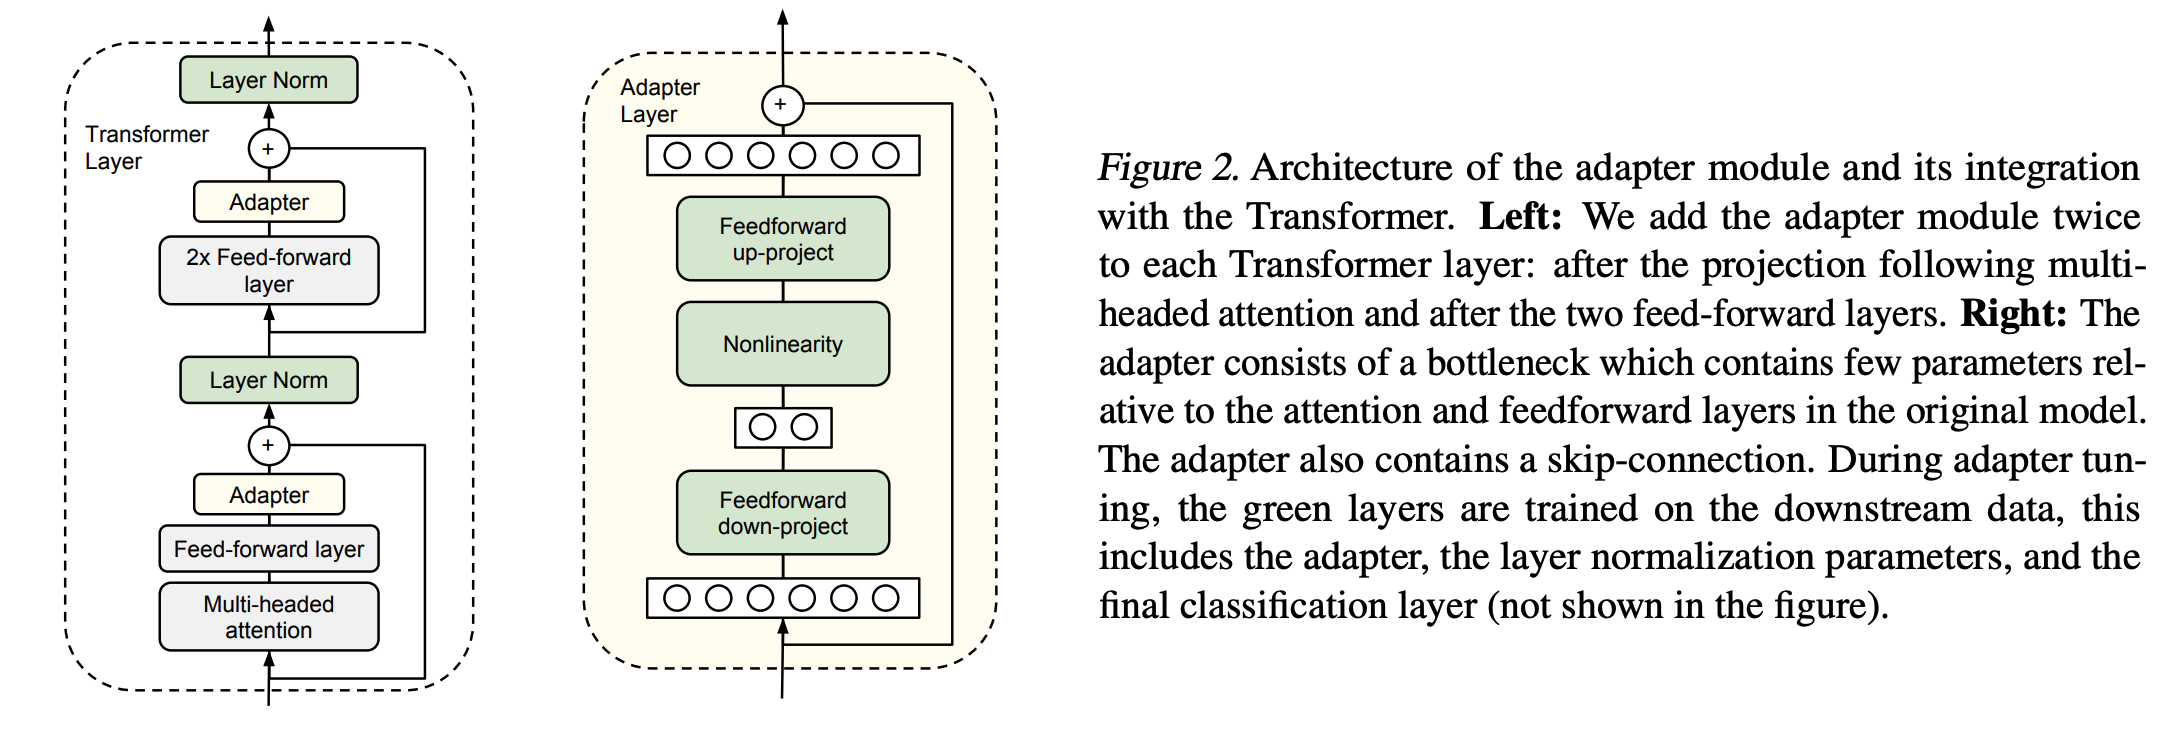 Layer Norm
Transformer
Layer
+
Adapter
2x Feed-forward
layer
Layer Norm
+
Adapter
Feed-forward layer
Multi-headed
attention
Adapter
Layer
+
Feedforward
up-project
Nonlinearity
Feedforward
down-project
Figure 2. Architecture of the adapter module and its integration
with the Transformer. Left: We add the adapter module twice
to each Transformer layer: after the projection following multi-
headed attention and after the two feed-forward layers. Right: The
adapter consists of a bottleneck which contains few parameters rel-
ative to the attention and feedforward layers in the original model.
The adapter also contains a skip-connection. During adapter tun-
ing, the green layers are trained on the downstream data, this
includes the adapter, the layer normalization parameters, and the
final classification layer (not shown in the figure).